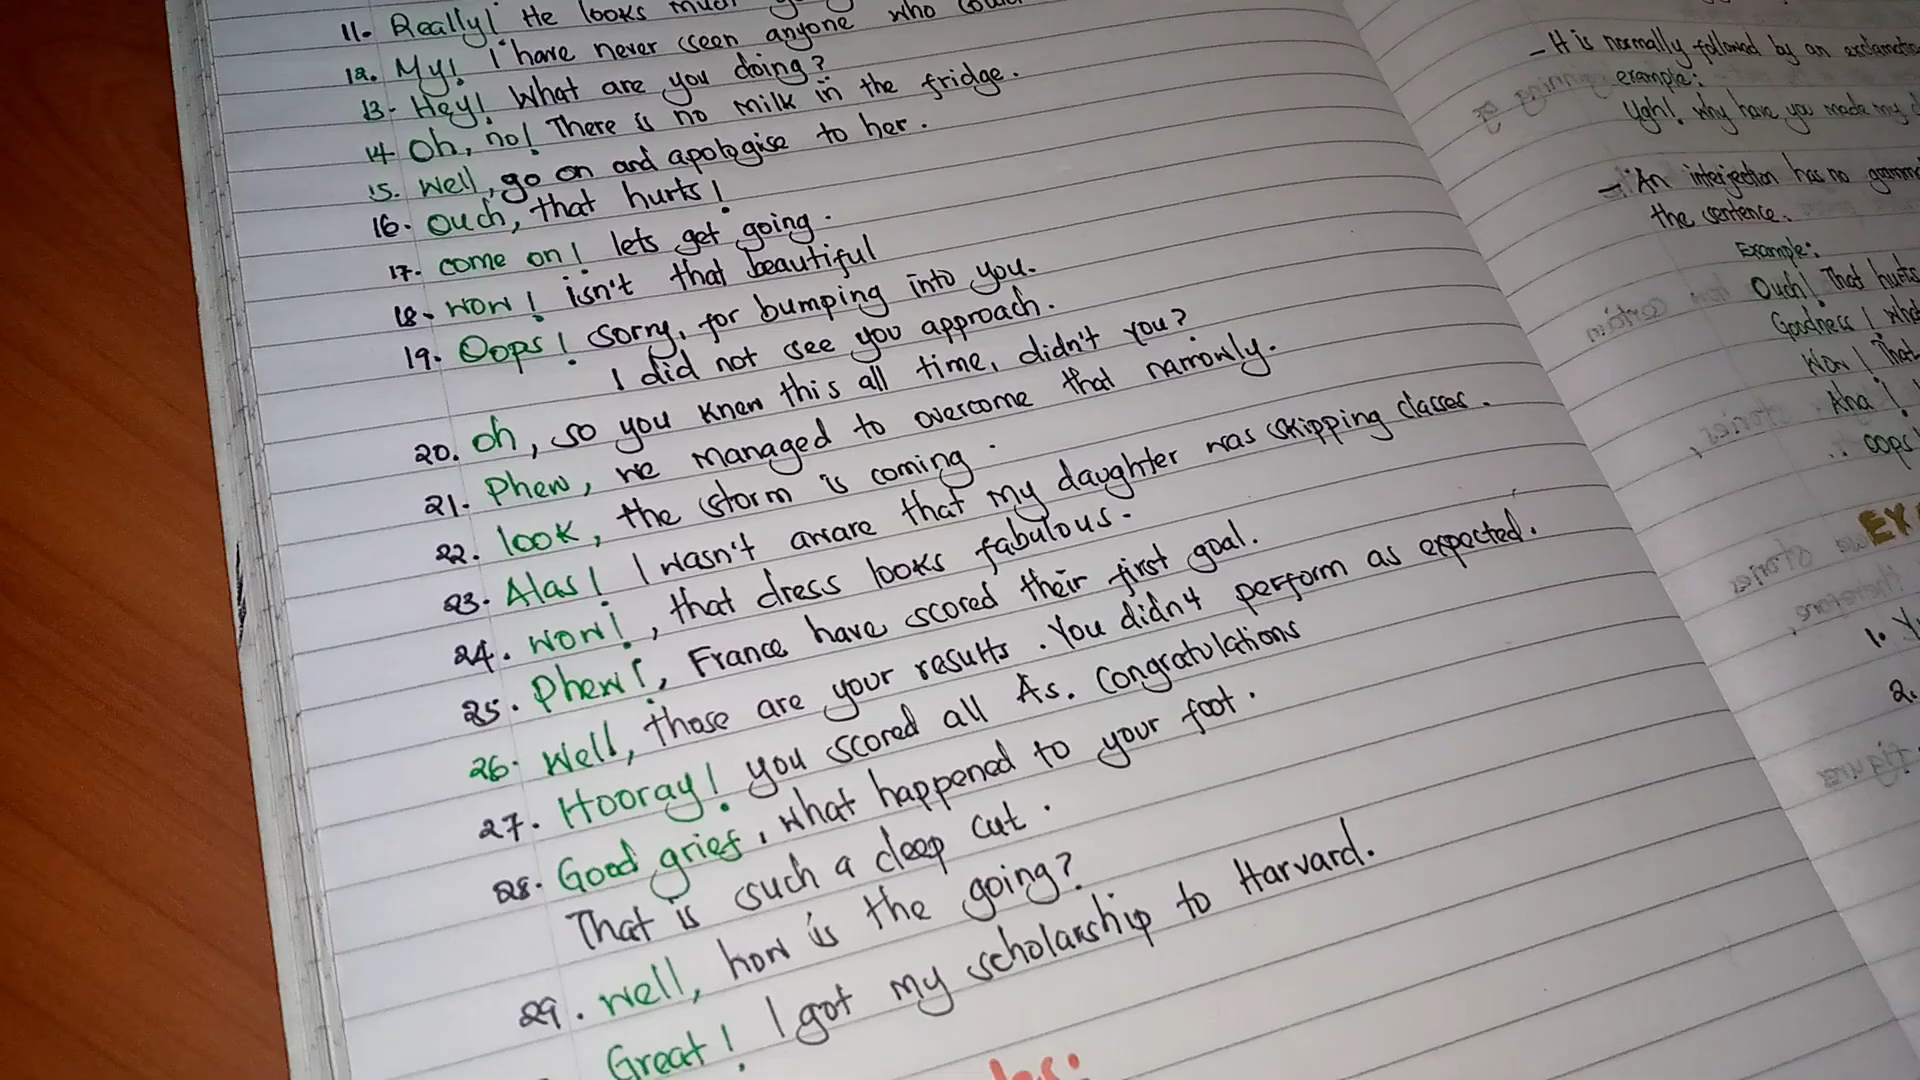 11. Really! He looks much
12. My! I have never seen anyone who
13. Hey! What are you doing?
14 Oh, no! There is no milk in the fridge.
15. Well, go on and apologise to her.
16. Ouch, that hurts!
17. come on! lets get going.
18. wow! isn't that beautiful
19. Oops! Sorry, for bumping into you.
I did not see you approach.
20. oh, so you knew this all time, didn't you?
21. Phew, we managed to overcome that narrowly.
22. look, the storm is coming.
23. Alas! I wasn't aware that my daughter was skipping classes.
24. wow!, that dress looks fabulous.
25. Phew!, France have scored their first goal.
26. Well, those are your results. You didn't perform as expected.
27. Hooray! you scored all As. Congratulations
28. Good grief, what happened to your foot.
That is such a deep cut.
29. well, how is the going?
Great! I got my scholarship to Harvard.
- It is normally followed by an
example:
Ugh! why have you made my
- An interjection has no
the sentence.
Example:
Ouch! That hurts
Goodness!
Wow! That
Aha!
oops!
1.
2.